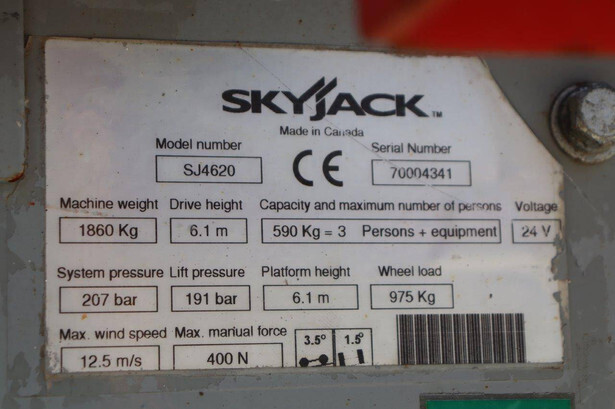 SKYJACK™
Made in Canada
Model number Serial Number
SJ4620 CE 70004341
Machine weight Drive height Capacity and maximum number of persons Voltage
1860 Kg 6.1 m 590 Kg = 3 Persons + equipment 24 V
System pressure Lift pressure Platform height Wheel load
207 bar 191 bar 6.1 m 975 Kg
Max. wind speed Max. manual force 3.5° 1.5°
12.5 m/s 400 N